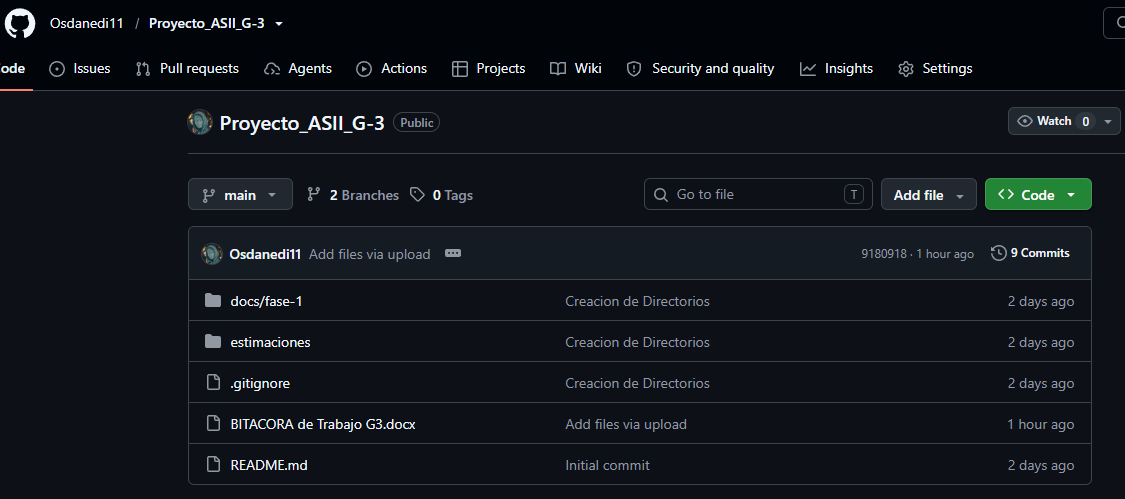 Osdanedi11 / Proyecto_ASII_G-3
ode Issues Pull requests Agents Actions Projects Wiki Security and quality Insights Settings
Proyecto_ASII_G-3 Public Watch 0
main 2 Branches 0 Tags Go to file T Add file <> Code
Osdanedi11 Add files via upload 9180918 · 1 hour ago 9 Commits
docs/fase-1 Creacion de Directorios 2 days ago
estimaciones Creacion de Directorios 2 days ago
.gitignore Creacion de Directorios 2 days ago
BITACORA de Trabajo G3.docx Add files via upload 1 hour ago
README.md Initial commit 2 days ago